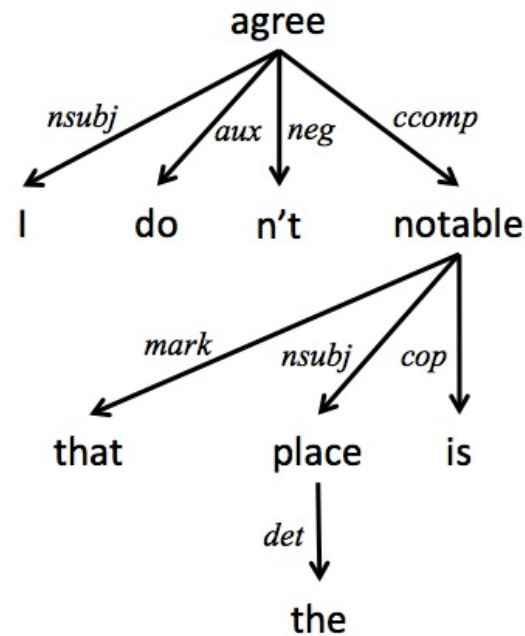 agree
nsubj aux neg ccomp
I do n't notable
mark nsubj cop
that place is
det
the